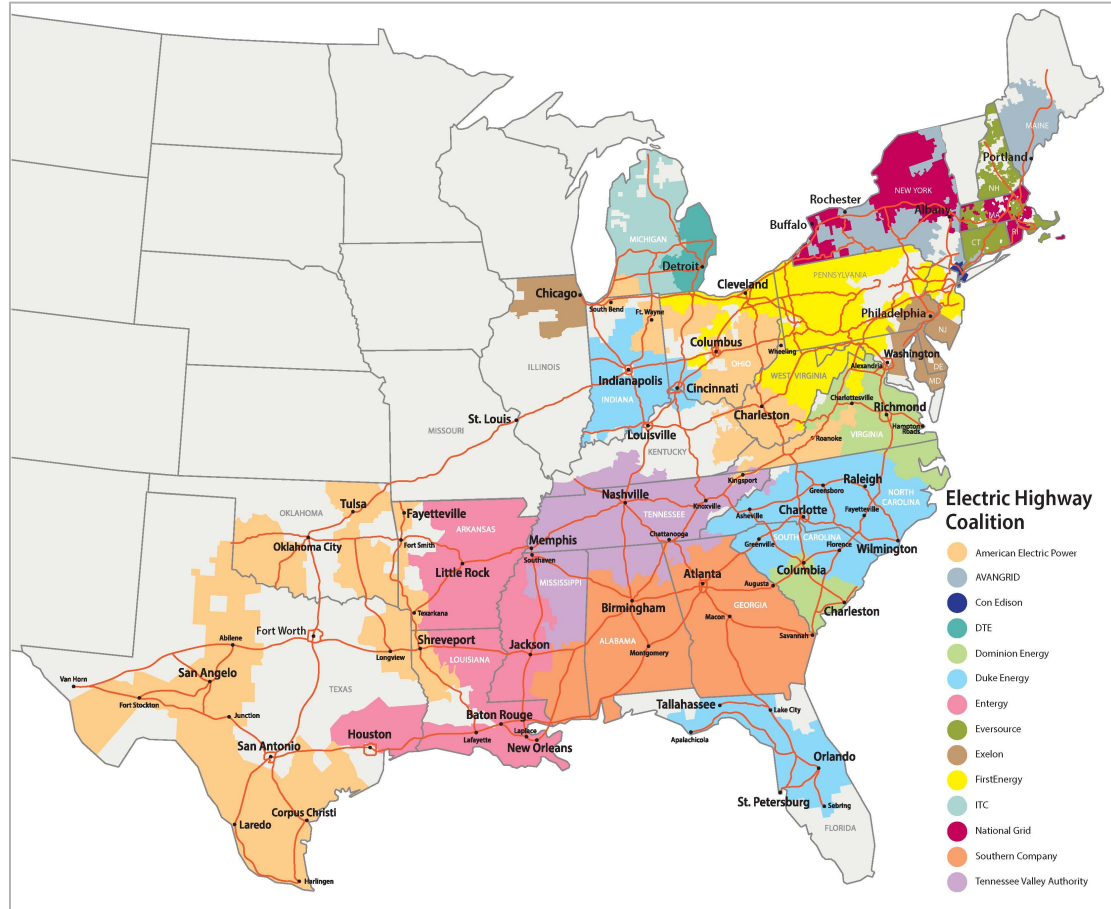 MAINE
Portland
NH
NEW YORK
Rochester
Albany
MA
Buffalo
RI
CT
MICHIGAN
Detroit
PENNSYLVANIA
Cleveland
Chicago
South Bend
Ft. Wayne
Philadelphia
NJ
Columbus
Wheeling
Washington
OHIO
Alexandria
DE
ILLINOIS
WEST VIRGINIA
MD
Indianapolis
Cincinnati
INDIANA
Charlottesville
Charleston
Richmond
St. Louis
MISSOURI
Louisville
Hampton
Roads
VIRGINIA
Roanoke
KENTUCKY
Kingsport
Raleigh
Nashville
Greensboro
NORTH
CAROLINA
Tulsa
OKLAHOMA
Fayetteville
ARKANSAS
Knoxville
TENNESSEE
Asheville
Charlotte
Fayetteville
Chattanooga
SOUTH CAROLINA
Oklahoma City
Fort Smith
Memphis
Southaven
Greenville
Florence
Wilmington
Little Rock
MISSISSIPPI
Atlanta
Columbia
Augusta
Birmingham
GEORGIA
Charleston
Texarkana
Macon
Fort Worth
Abilene
Shreveport
Jackson
ALABAMA
Savannah
Longview
LOUISIANA
Montgomery
Van Horn
San Angelo
TEXAS
Fort Stockton
Junction
Baton Rouge
Tallahassee
Lake City
Houston
Laplace
San Antonio
Lafayette
New Orleans
Apalachicola
Orlando
St. Petersburg
Sebring
Corpus Christi
Laredo
FLORIDA
Harlingen
Electric Highway
Coalition
American Electric Power
AVANGRID
Con Edison
DTE
Dominion Energy
Duke Energy
Entergy
Eversource
Exelon
FirstEnergy
ITC
National Grid
Southern Company
Tennessee Valley Authority